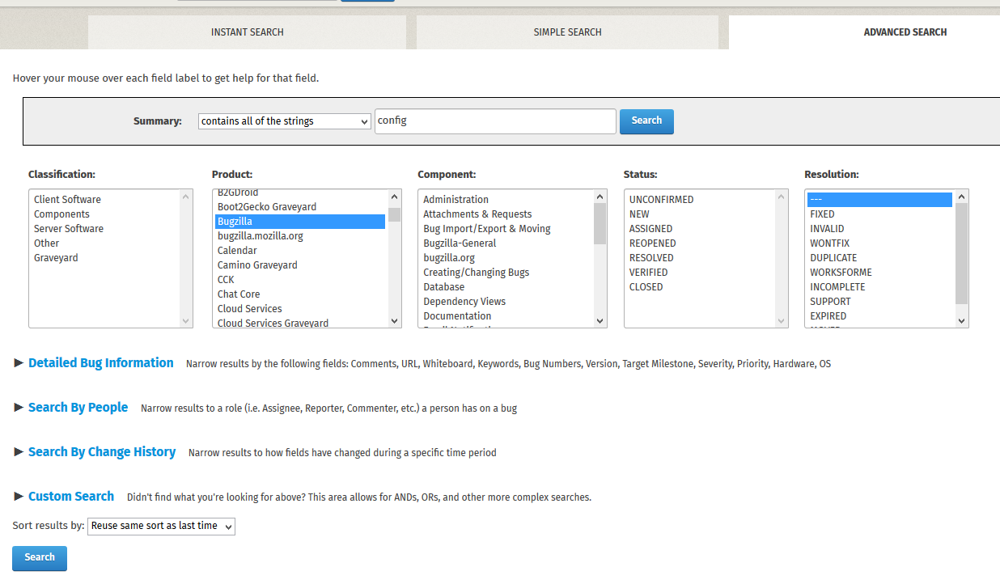 INSTANT SEARCH
SIMPLE SEARCH
ADVANCED SEARCH
Hover your mouse over each field label to get help for that field.
Summary: contains all of the strings config Search
Classification:
Client Software
Components
Server Software
Other
Graveyard
Product:
B2GDroid
Boot2Gecko Graveyard
Bugzilla
bugzilla.mozilla.org
Calendar
Camino Graveyard
CCK
Chat Core
Cloud Services
Cloud Services Graveyard
Component:
Administration
Attachments & Requests
Bug Import/Export & Moving
Bugzilla-General
bugzilla.org
Creating/Changing Bugs
Database
Dependency Views
Documentation
Status:
UNCONFIRMED
NEW
ASSIGNED
REOPENED
RESOLVED
VERIFIED
CLOSED
Resolution:
---
FIXED
INVALID
WONTFIX
DUPLICATE
WORKSFORME
INCOMPLETE
SUPPORT
EXPIRED
Detailed Bug Information Narrow results by the following fields: Comments, URL, Whiteboard, Keywords, Bug Numbers, Version, Target Milestone, Severity, Priority, Hardware, OS
Search By People Narrow results to a role (i.e. Assignee, Reporter, Commenter, etc.) a person has on a bug
Search By Change History Narrow results to how fields have changed during a specific time period
Custom Search Didn't find what you're looking for above? This area allows for ANDs, ORs, and other more complex searches.
Sort results by: Reuse same sort as last time
Search